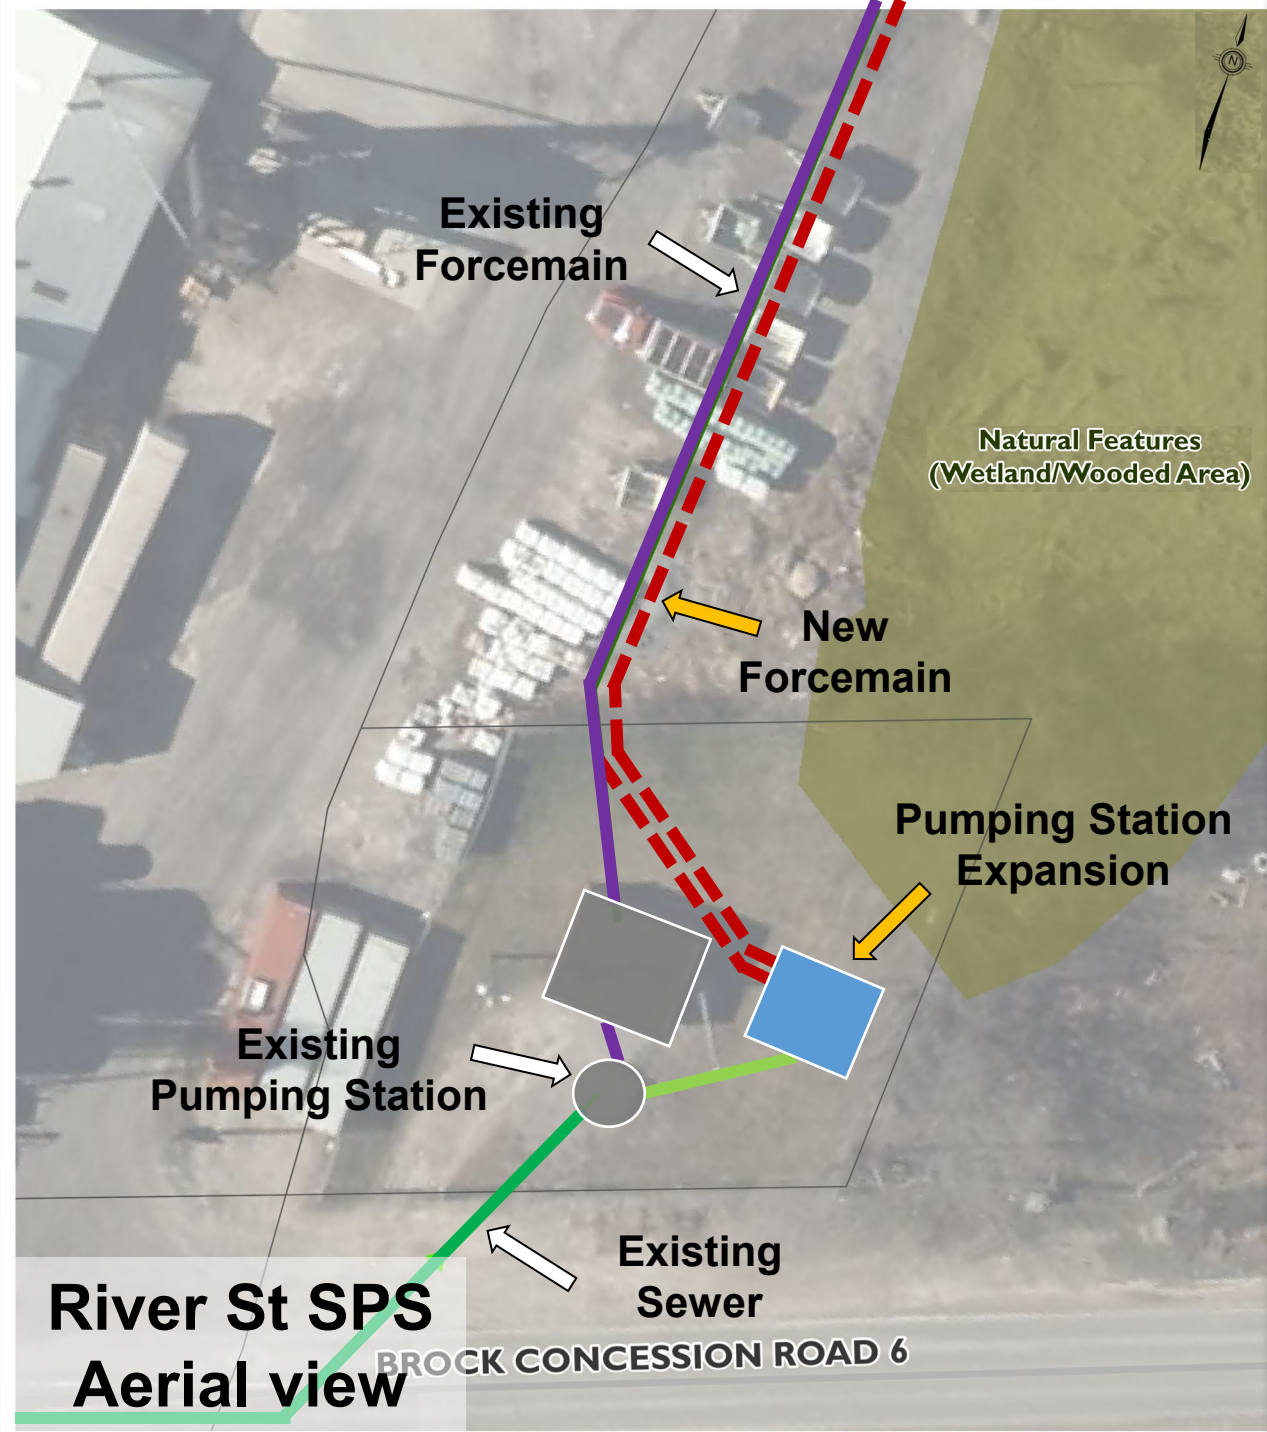 N
Existing
Forcemain
Natural Features
(Wetland/Wooded Area)
New
Forcemain
Pumping Station
Expansion
Existing
Pumping Station
Existing
Sewer
River St SPS
Aerial view
BROCK CONCESSION ROAD 6